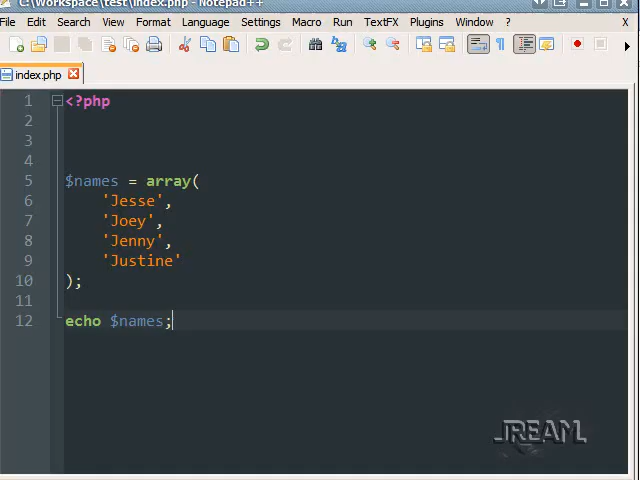 C:\Workspace\test\index.php - Notepad++
File Edit Search View Format Language Settings Macro Run TextFX Plugins Window ? X
index.php
1 <?php
2
3
4
5 $names = array(
6 'Jesse',
7 'Joey',
8 'Jenny',
9 'Justine'
10 );
11
12 echo $names;
JREAM